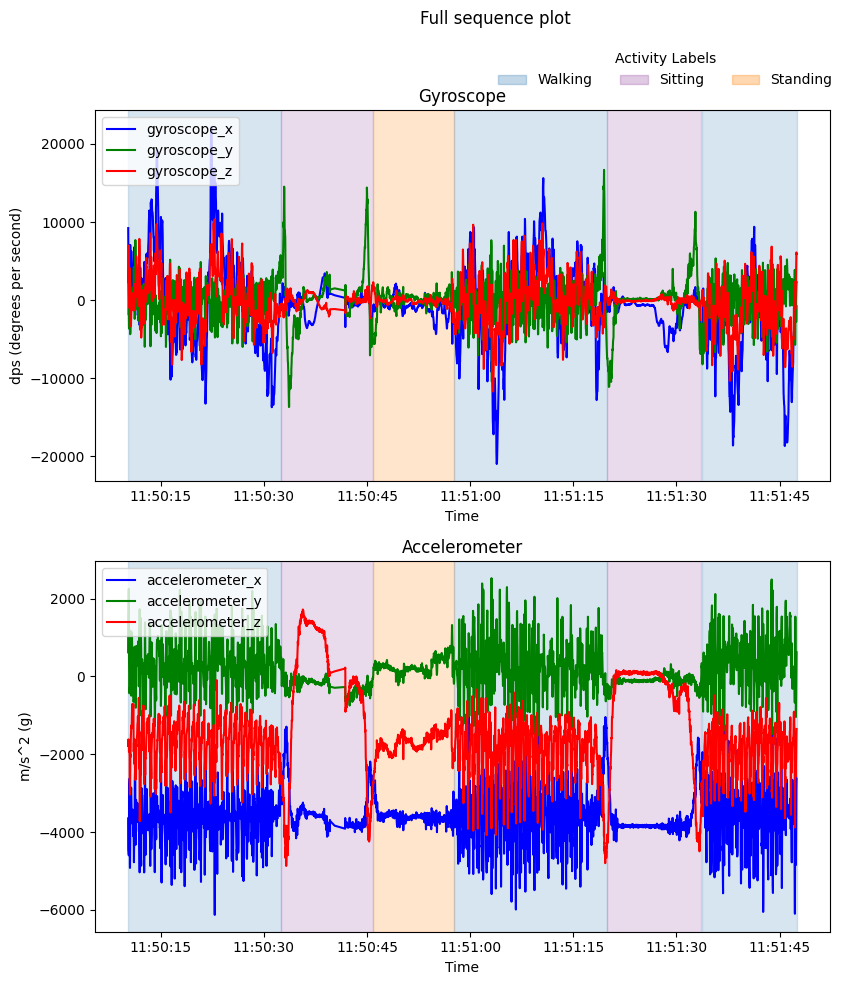 Full sequence plot
Activity Labels
Walking Sitting Standing
Gyroscope
gyroscope_x
gyroscope_y
gyroscope_z
20000
10000
0
−10000
−20000
dps (degrees per second)
11:50:15 11:50:30 11:50:45 11:51:00 11:51:15 11:51:30 11:51:45
Time
Accelerometer
accelerometer_x
accelerometer_y
accelerometer_z
2000
0
−2000
−4000
−6000
m/s^2 (g)
11:50:15 11:50:30 11:50:45 11:51:00 11:51:15 11:51:30 11:51:45
Time